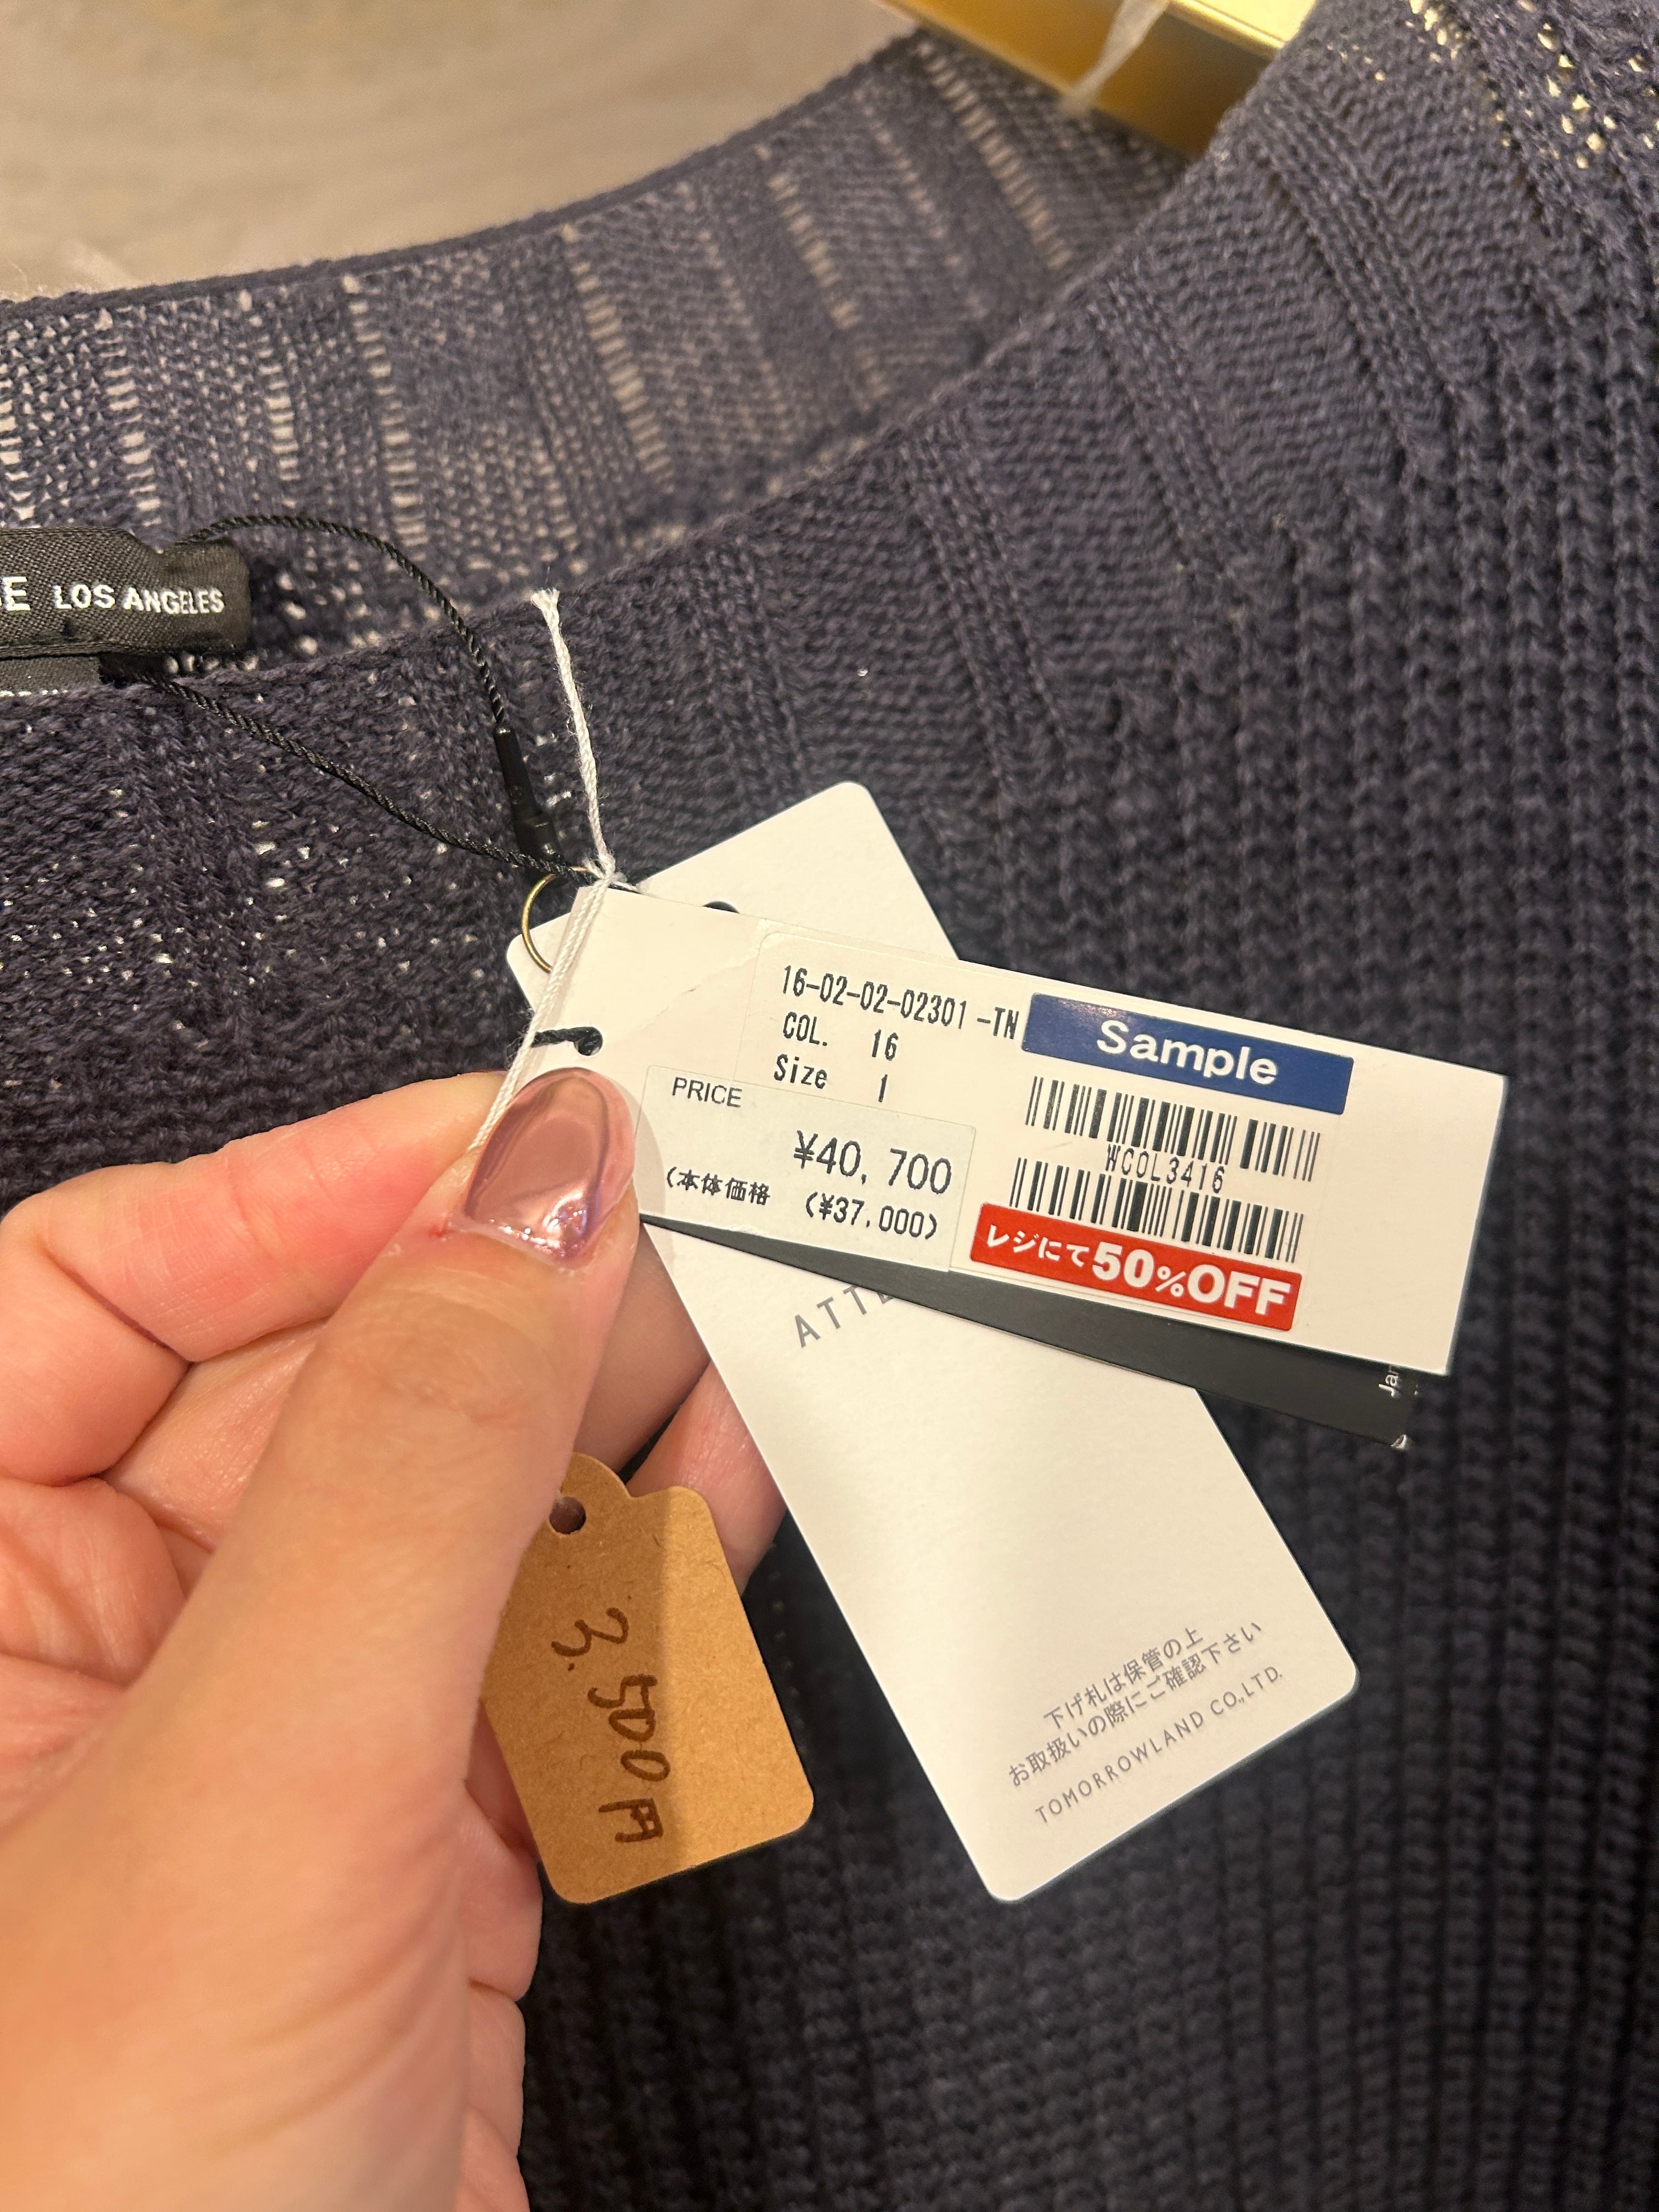 LOS ANGELES
16-02-02-02301 -TN
COL. 16
Size 1
Sample
WCOL3416
PRICE
¥40,700
(本体価格 (¥37,000)
レジにて50%OFF
下げ札は保管の上
お取扱いの際にご確認下さい
TOMORROWLAND CO.,LTD.
3,500円